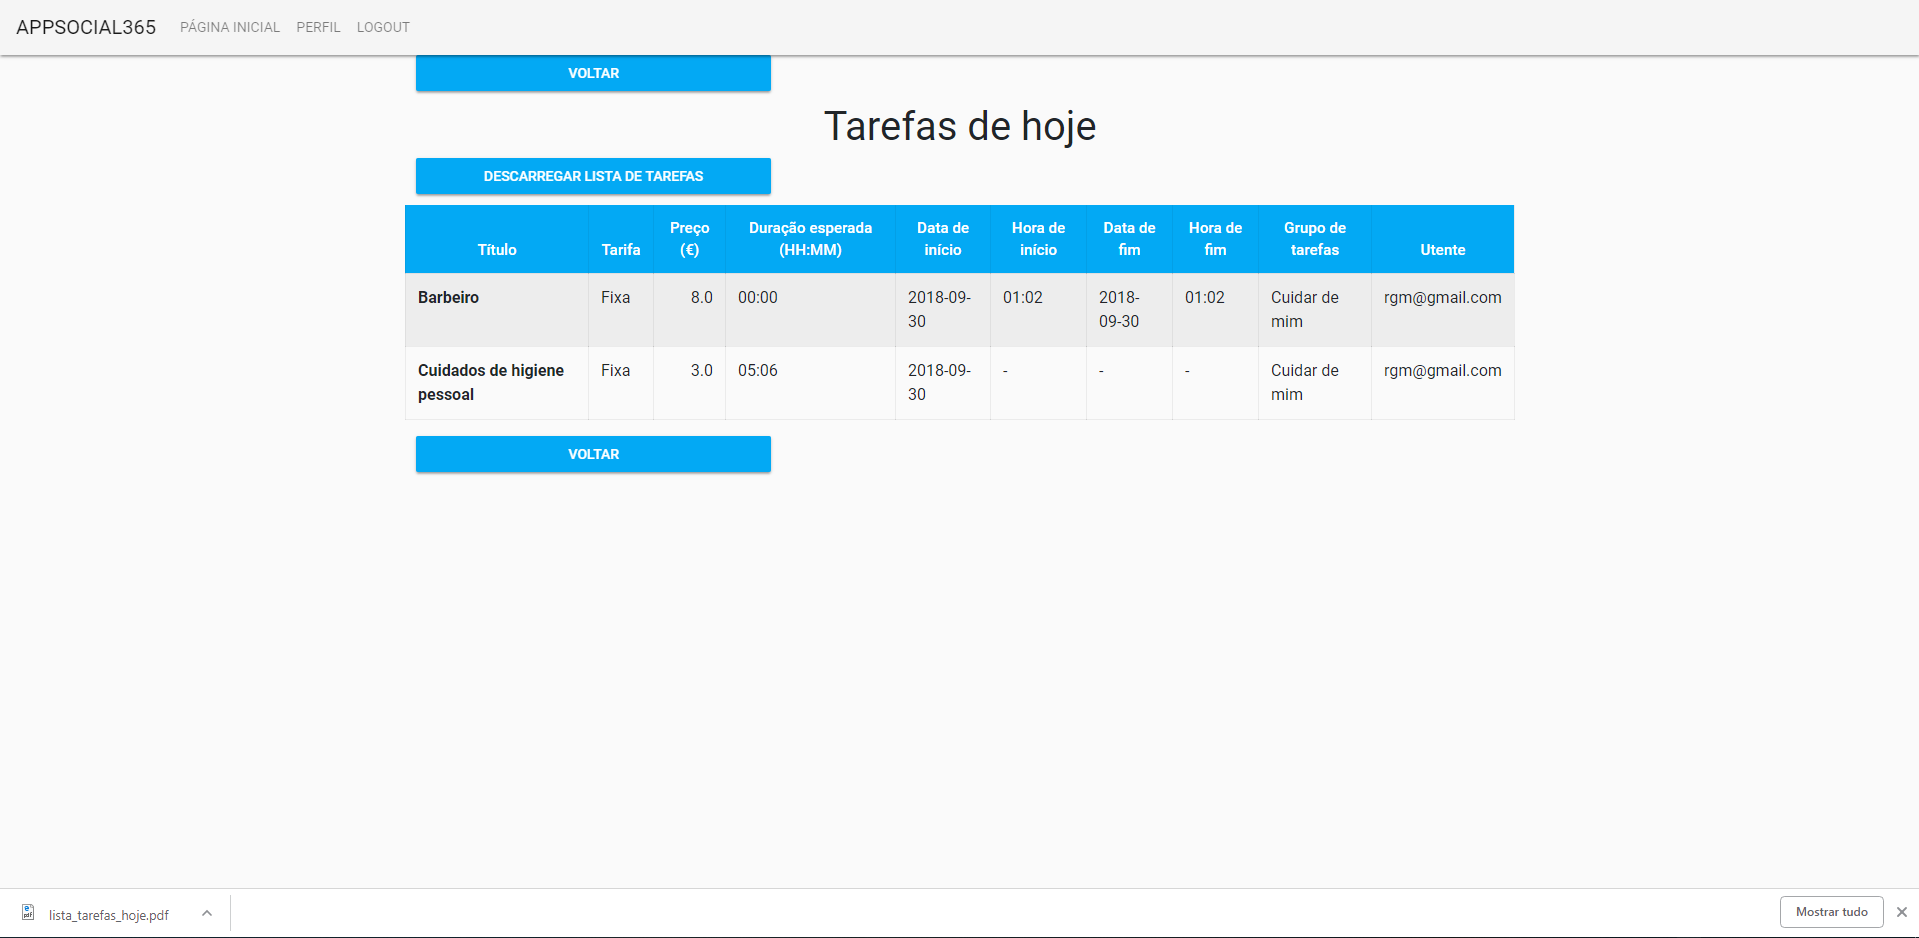 APPSOCIAL365 PÁGINA INICIAL PERFIL LOGOUT
VOLTAR
Tarefas de hoje
DESCARREGAR LISTA DE TAREFAS
Título Tarifa Preço (€) Duração esperada (HH:MM) Data de início Hora de início Data de fim Hora de fim Grupo de tarefas Utente
Barbeiro Fixa 8.0 00:00 2018-09-30 01:02 2018-09-30 01:02 Cuidar de mim rgm@gmail.com
Cuidados de higiene pessoal Fixa 3.0 05:06 2018-09-30 - - - Cuidar de mim rgm@gmail.com
VOLTAR
lista_tarefas_hoje.pdf Mostrar tudo